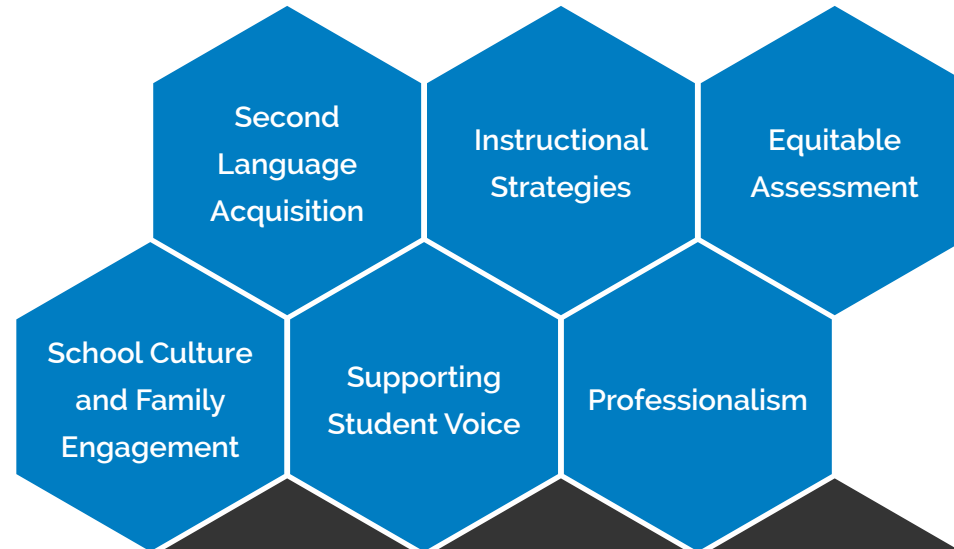 Second
Language
Acquisition
Instructional
Strategies
Equitable
Assessment
School Culture
and Family
Engagement
Supporting
Student Voice
Professionalism